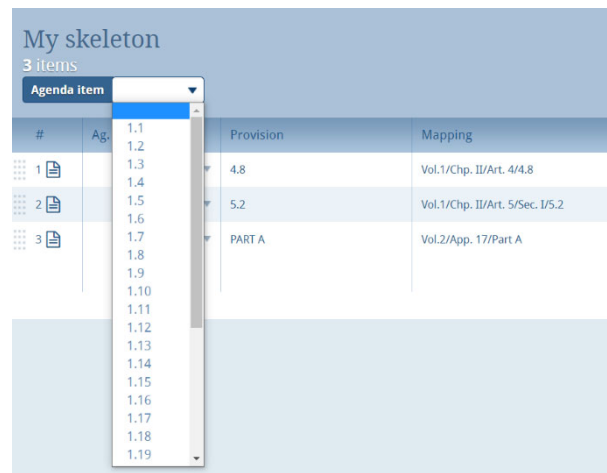 My skeleton
3 items
Agenda item
# Ag. Provision Mapping
1 4.8 Vol.1/Chp. II/Art. 4/4.8
2 5.2 Vol.1/Chp. II/Art. 5/Sec. I/5.2
3 PART A Vol.2/App. 17/Part A
1.1
1.2
1.3
1.4
1.5
1.6
1.7
1.8
1.9
1.10
1.11
1.12
1.13
1.14
1.15
1.16
1.17
1.18
1.19